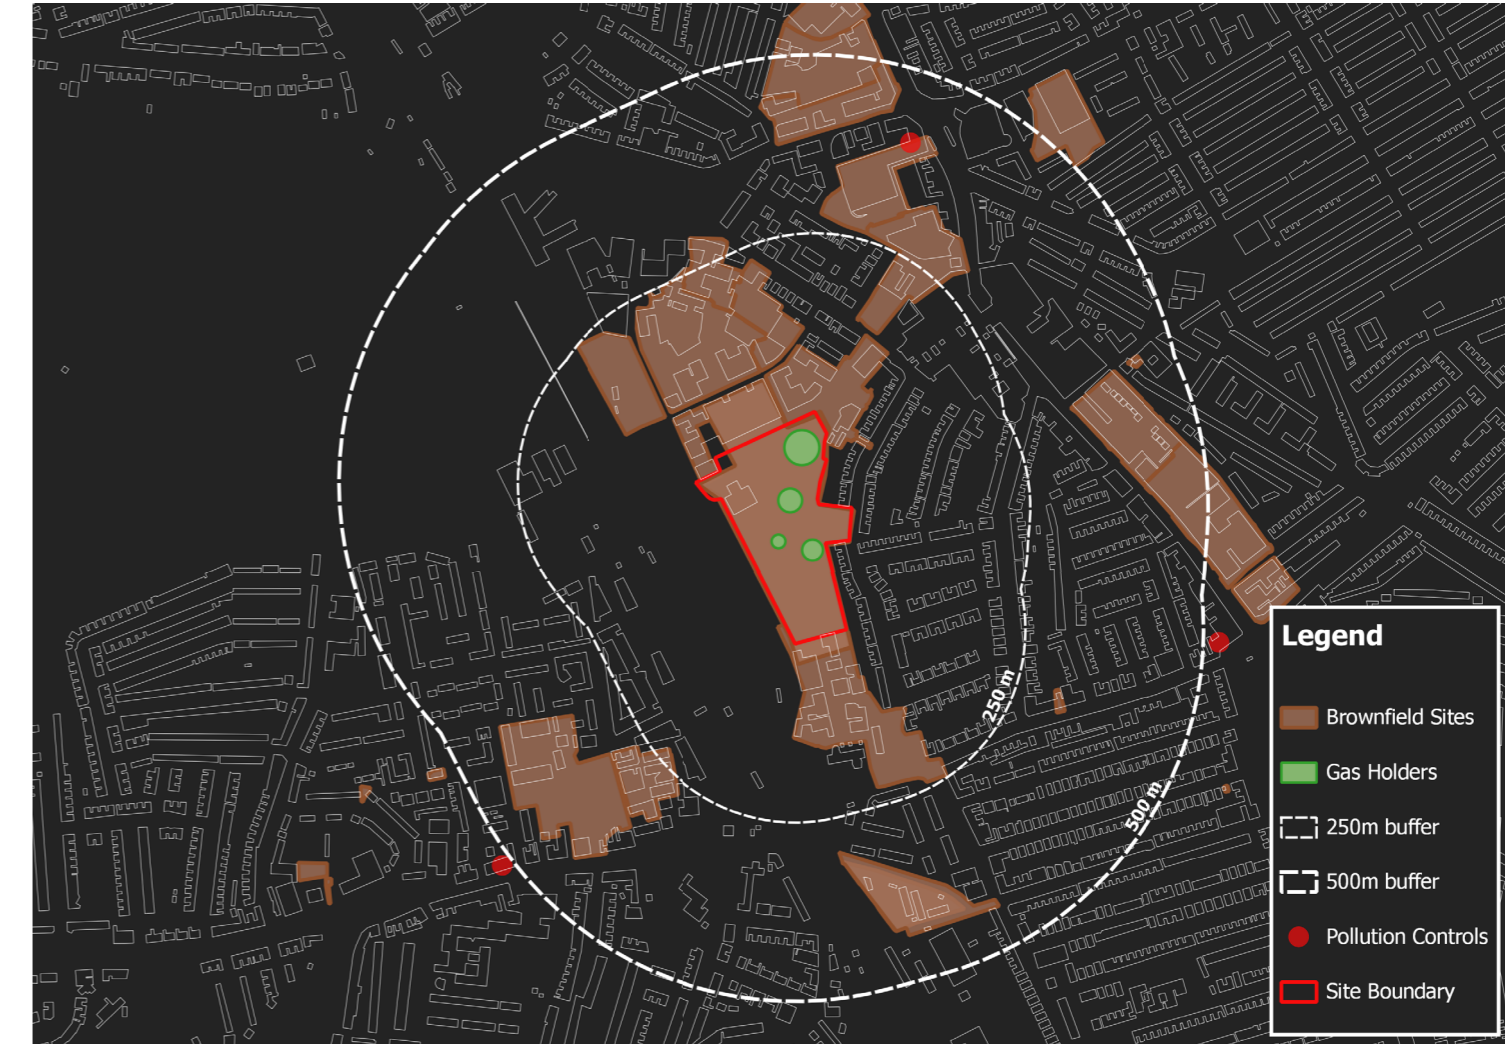 250 m
500 m
Legend
Brownfield Sites
Gas Holders
250m buffer
500m buffer
Pollution Controls
Site Boundary